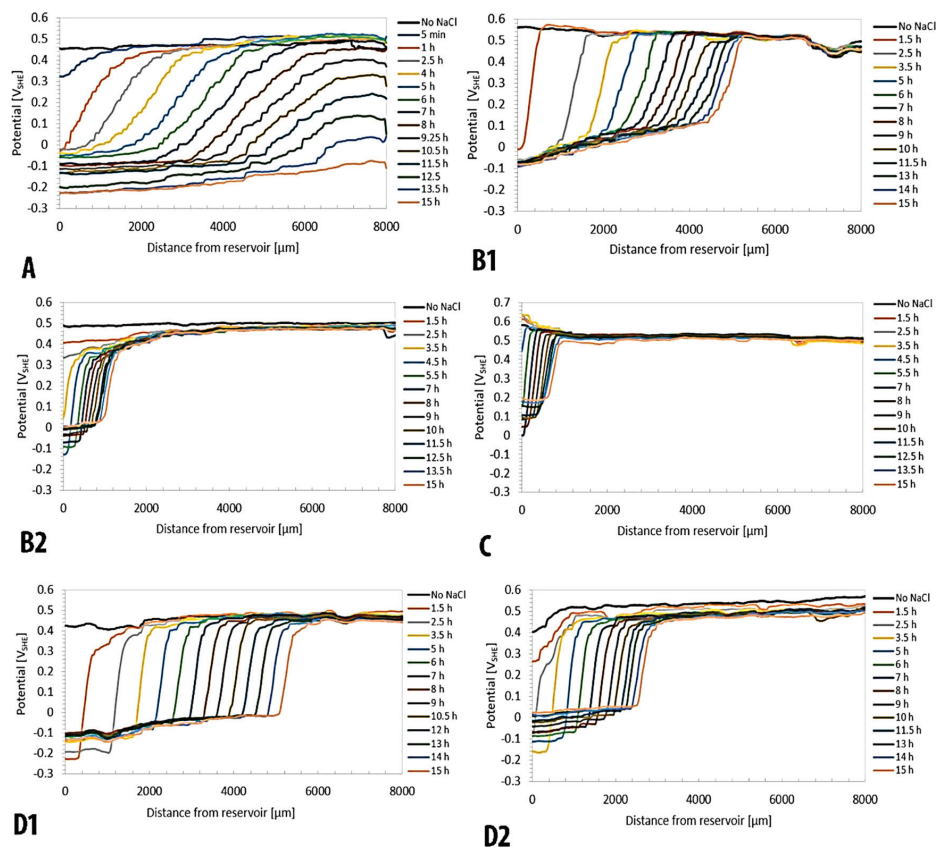 0.6
0.5
0.4
0.3
0.2
0.1
0
-0.1
-0.2
-0.3
Potential [V_SHE]
0 2000 4000 6000 8000
Distance from reservoir [µm]
No NaCl
5 min
1 h
2.5 h
4 h
5 h
6 h
7 h
8 h
9.25 h
10.5 h
11.5 h
12.5
13.5 h
15 h
A
0.6
0.5
0.4
0.3
0.2
0.1
0
-0.1
-0.2
-0.3
Potential [V_SHE]
0 2000 4000 6000 8000
Distance from reservoir [µm]
No NaCl
1.5 h
2.5 h
3.5 h
5 h
6 h
7 h
8 h
9 h
10 h
11.5 h
13 h
14 h
15 h
B1
0.6
0.5
0.4
0.3
0.2
0.1
0
-0.1
-0.2
-0.3
Potential [V_SHE]
0 2000 4000 6000 8000
Distance from reservoir [µm]
No NaCl
1.5 h
2.5 h
3.5 h
4.5 h
5.5 h
7 h
8 h
9 h
10 h
11.5 h
12.5 h
13.5 h
15 h
B2
0.7
0.6
0.5
0.4
0.3
0.2
0.1
0
-0.1
-0.2
-0.3
Potential [V_SHE]
0 2000 4000 6000 8000
Distance from reservoir [µm]
No NaCl
1.5 h
2.5 h
3.5 h
4.5 h
5.5 h
7 h
8 h
9 h
10 h
11.5 h
12.5 h
13.5 h
15 h
C
0.6
0.5
0.4
0.3
0.2
0.1
0
-0.1
-0.2
-0.3
Potential [V_SHE]
0 2000 4000 6000 8000
Distance from reservoir [µm]
No NaCl
1.5 h
2.5 h
3.5 h
5 h
6 h
7 h
8 h
9 h
10.5 h
12 h
13 h
14 h
15 h
D1
0.6
0.5
0.4
0.3
0.2
0.1
0
-0.1
-0.2
-0.3
Potential [V_SHE]
0 2000 4000 6000 8000
Distance from reservoir [µm]
No NaCl
1.5 h
2.5 h
3.5 h
5 h
6 h
7 h
8 h
9 h
10 h
11.5 h
13 h
14 h
15 h
D2